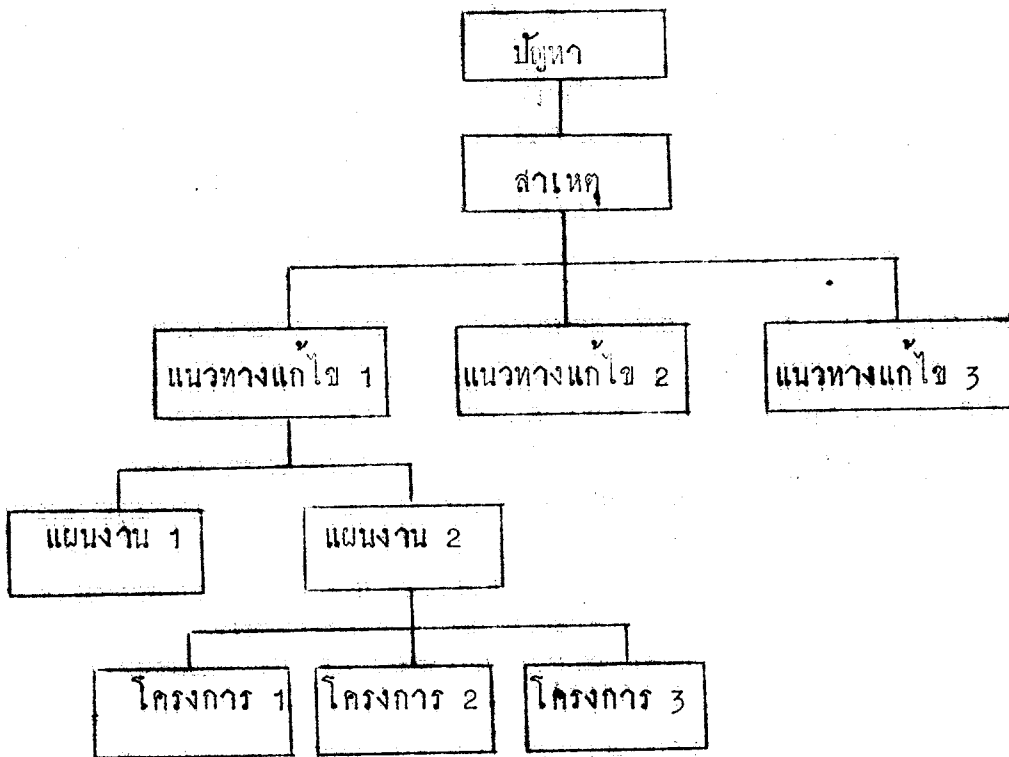 ปัญหา
สาเหตุ
แนวทางแก้ไข 1
แนวทางแก้ไข 2
แนวทางแก้ไข 3
แผนงาน 1
แผนงาน 2
โครงการ 1
โครงการ 2
โครงการ 3